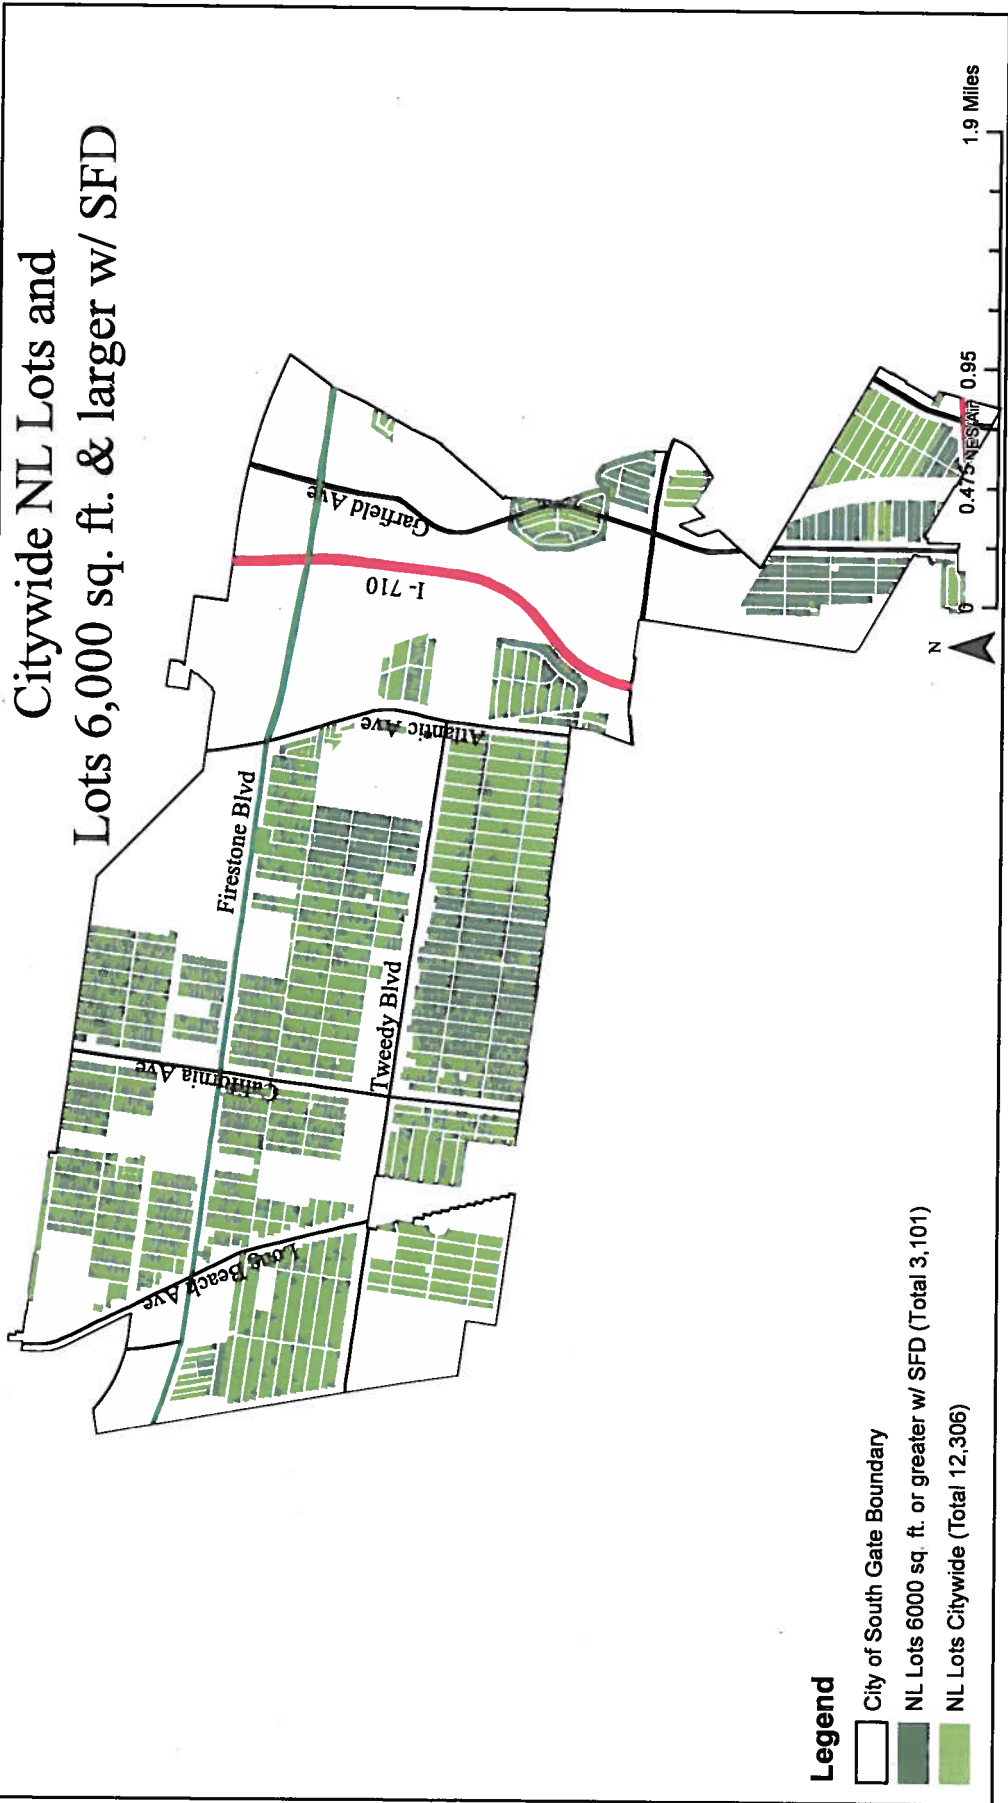 Citywide NL Lots and
Lots 6,000 sq. ft. & larger w/ SFD
Firestone Blvd
Garfield Ave
I-710
Atlantic Ave
California Ave
Tweedy Blvd
Long Beach Ave
N
0
0.475
0.95
1.9 Miles
Legend
City of South Gate Boundary
NL Lots 6000 sq. ft. or greater w/ SFD (Total 3,101)
NL Lots Citywide (Total 12,306)